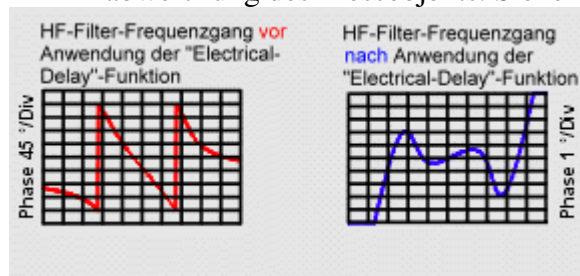 HF-Filter-Frequenzgang vor
Anwendung der "Electrical-
Delay"-Funktion
Phase 45 °/Div
HF-Filter-Frequenzgang
nach Anwendung der
"Electrical-Delay"-Funktion
Phase 1 °/Div